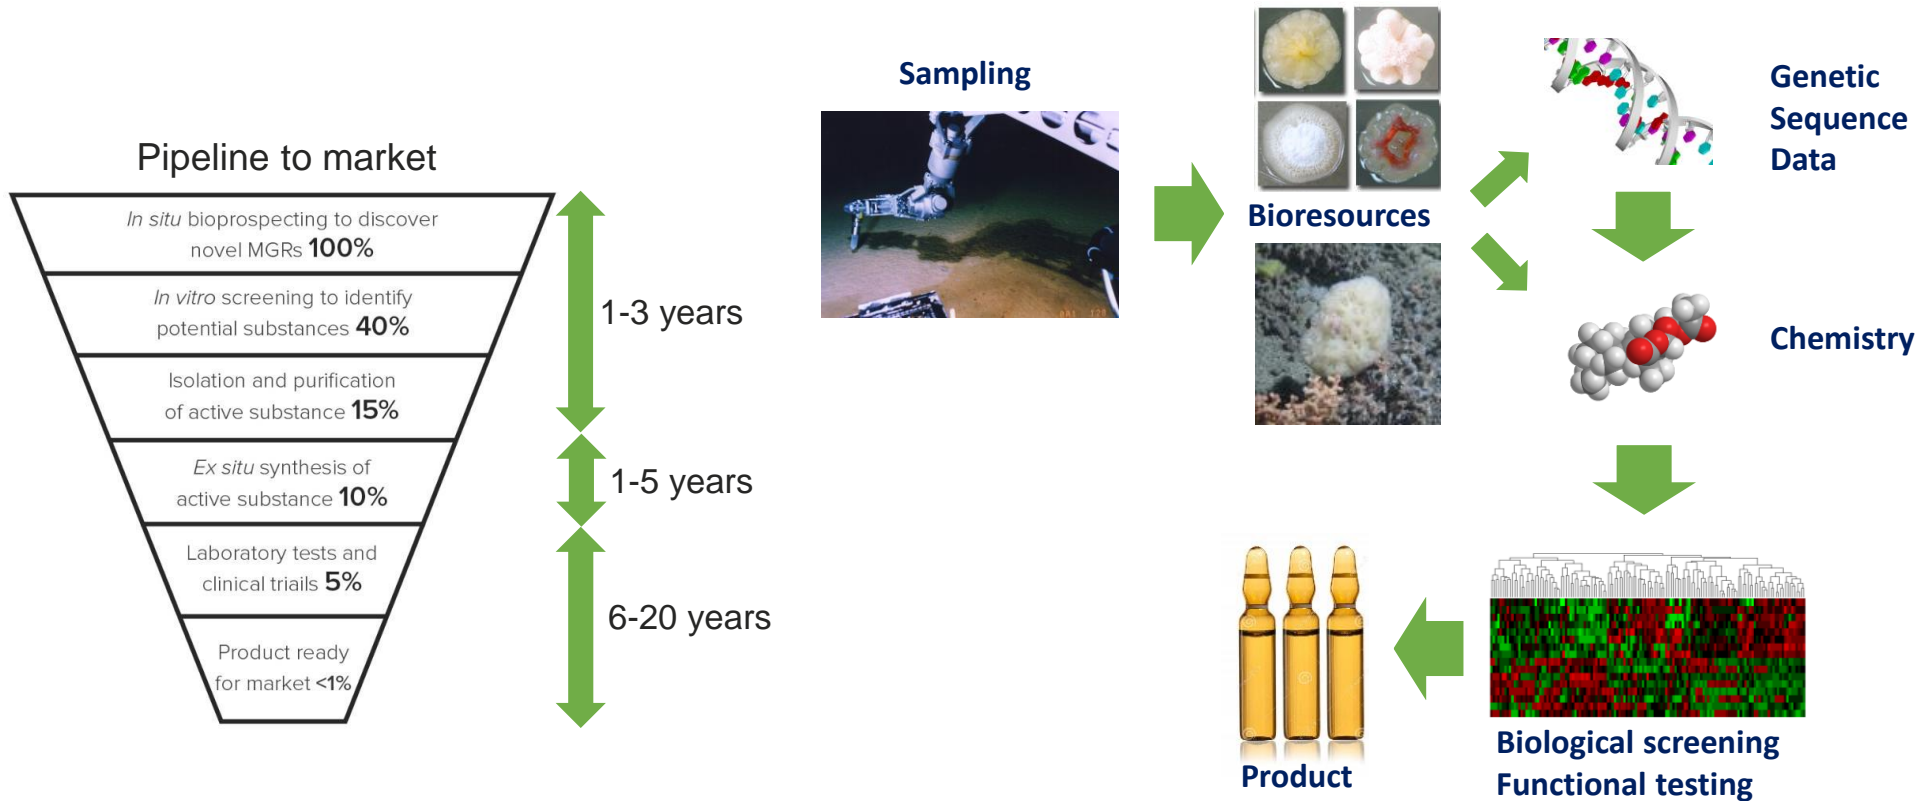 Pipeline to market
In situ bioprospecting to discover
novel MGRs 100%
In vitro screening to identify
potential substances 40%
Isolation and purification
of active substance 15%
Ex situ synthesis of
active substance 10%
Laboratory tests and
clinical triails 5%
Product ready
for market <1%
1-3 years
1-5 years
6-20 years
Sampling
Bioresources
Genetic
Sequence
Data
Chemistry
Biological screening
Functional testing
Product